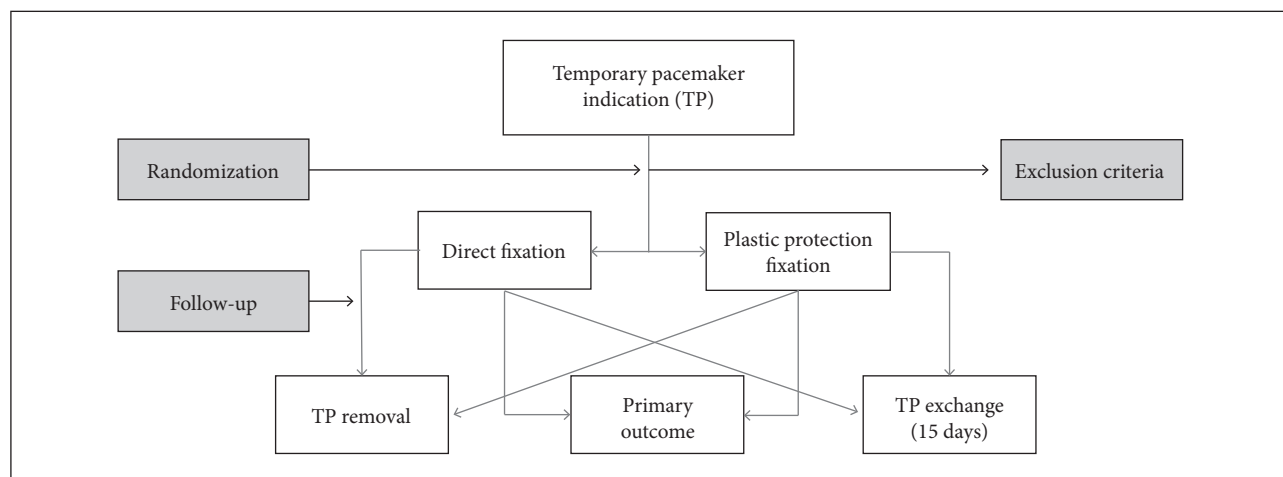 Temporary pacemaker
indication (TP)
Randomization
Exclusion criteria
Direct fixation
Plastic protection
fixation
Follow-up
TP removal
Primary
outcome
TP exchange
(15 days)